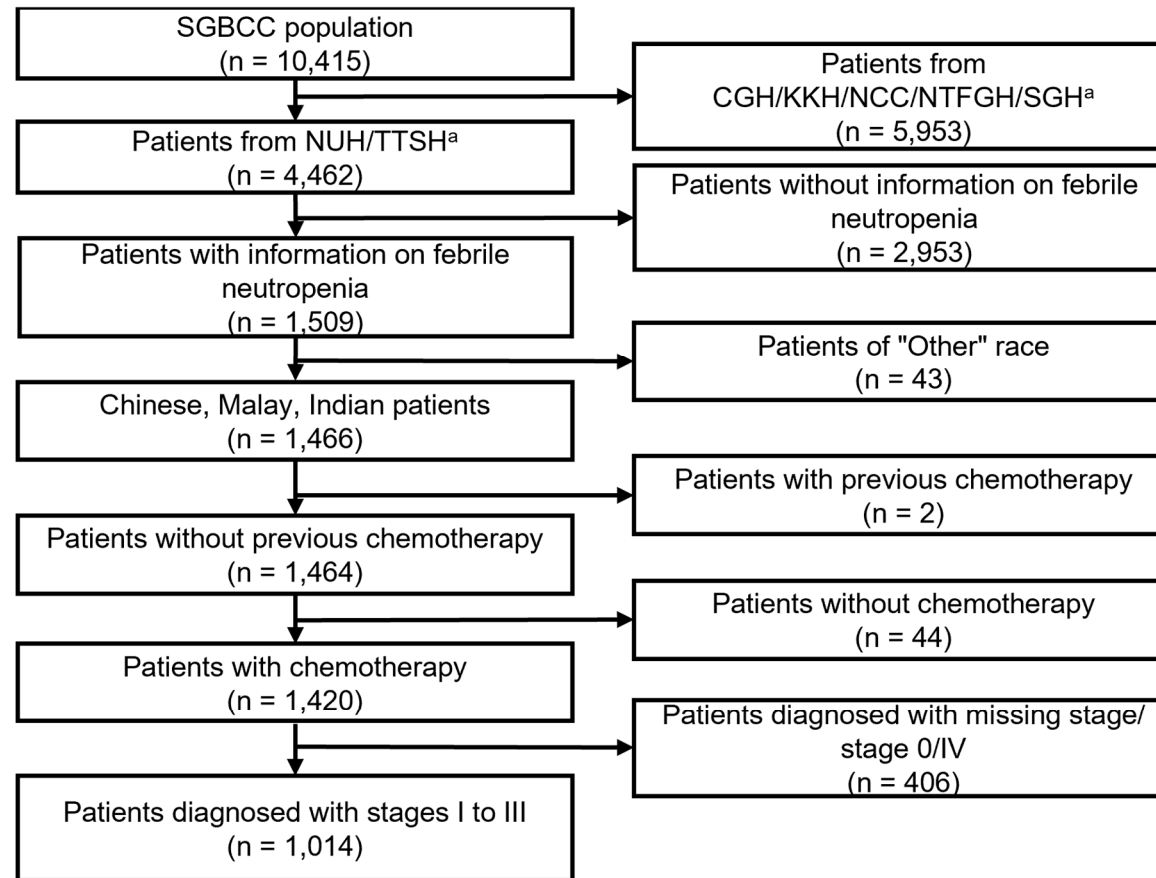 SGBCC population
(n = 10,415)
Patients from
CGH/KKH/NCC/NTFGH/SGHᵃ
(n = 5,953)
Patients from NUH/TTSHᵃ
(n = 4,462)
Patients without information on febrile
neutropenia
(n = 2,953)
Patients with information on febrile
neutropenia
(n = 1,509)
Patients of "Other" race
(n = 43)
Chinese, Malay, Indian patients
(n = 1,466)
Patients with previous chemotherapy
(n = 2)
Patients without previous chemotherapy
(n = 1,464)
Patients without chemotherapy
(n = 44)
Patients with chemotherapy
(n = 1,420)
Patients diagnosed with missing stage/
stage 0/IV
(n = 406)
Patients diagnosed with stages I to III
(n = 1,014)